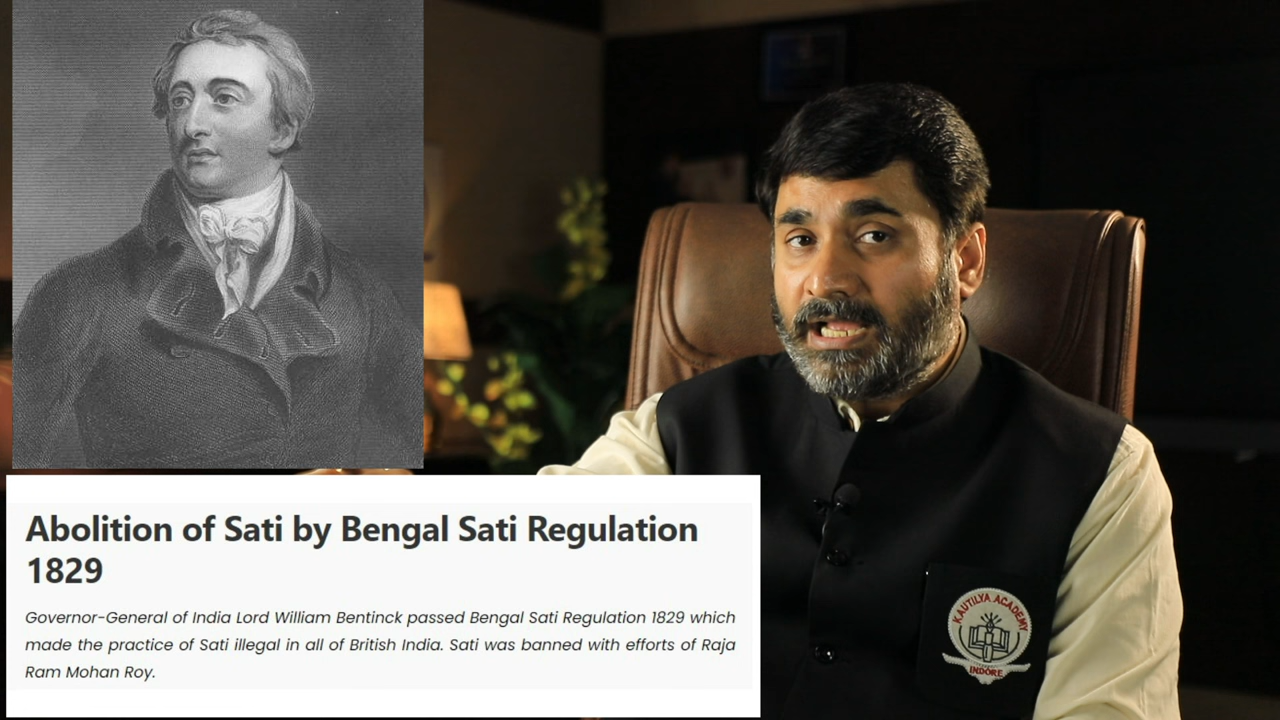 Abolition of Sati by Bengal Sati Regulation
1829
Governor-General of India Lord William Bentinck passed Bengal Sati Regulation 1829 which
made the practice of Sati illegal in all of British India. Sati was banned with efforts of Raja
Ram Mohan Roy.
KAUTILYA ACADEMY
INDORE